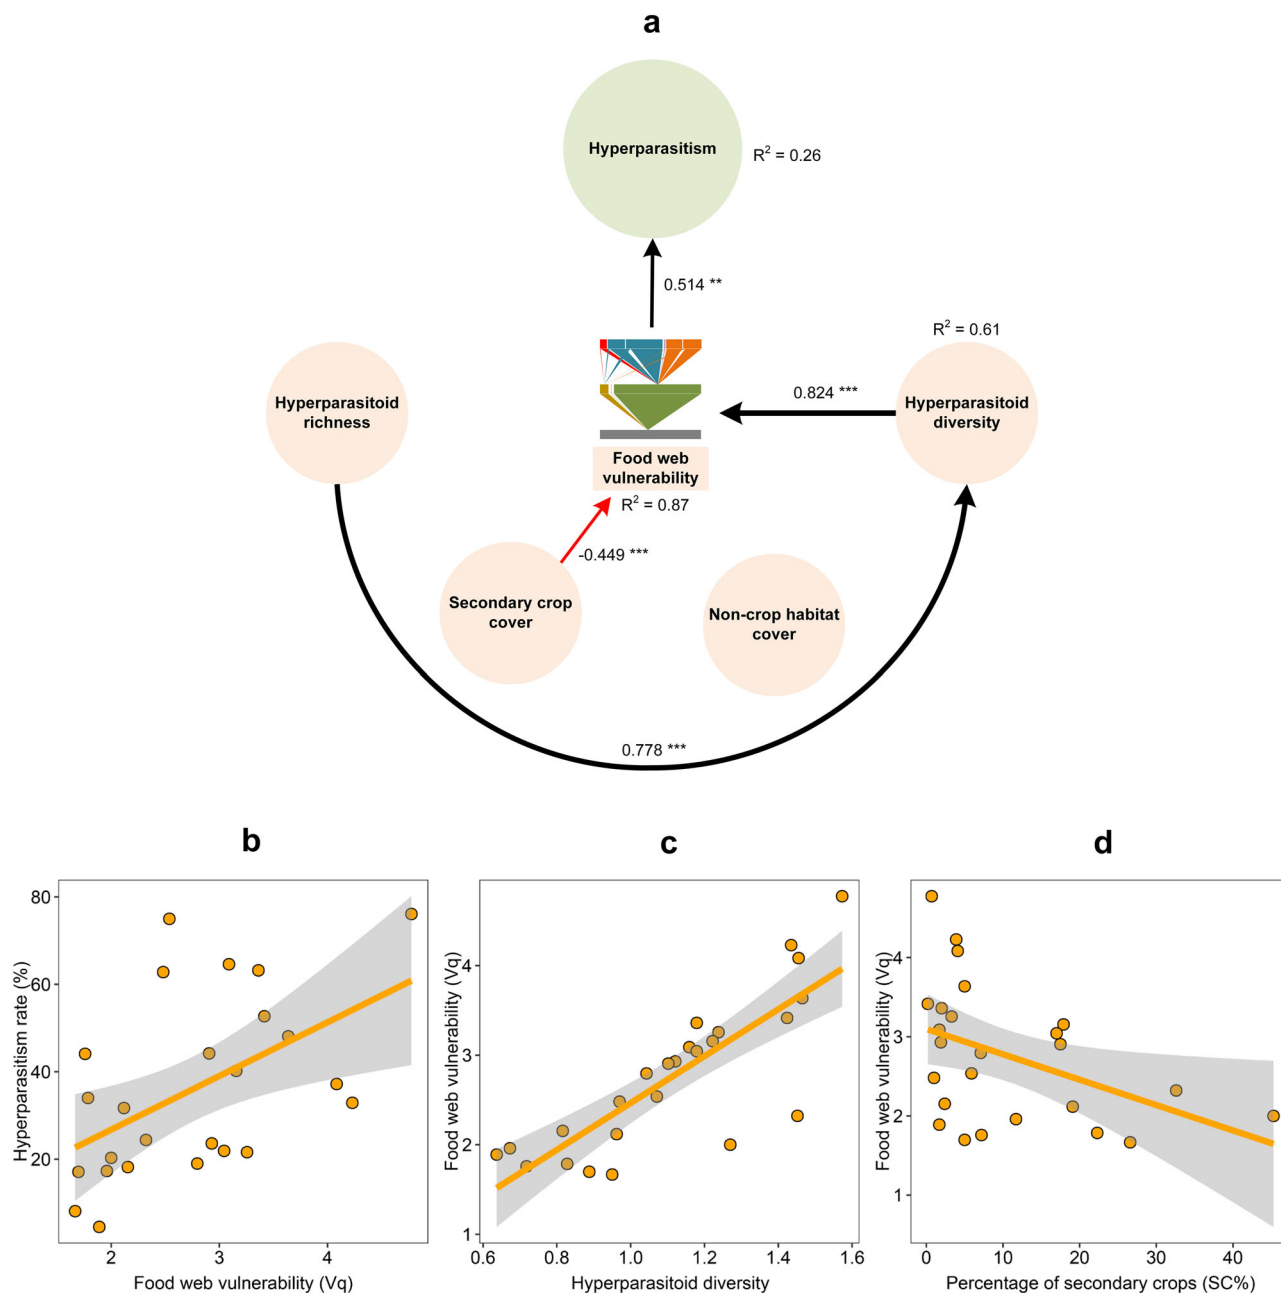 a
Hyperparasitism
R² = 0.26
0.514 **
R² = 0.61
Hyperparasitoid
richness
0.824 ***
Hyperparasitoid
diversity
Food web
vulnerability
R² = 0.87
-0.449 ***
Secondary crop
cover
Non-crop habitat
cover
0.778 ***
b
80
60
40
20
Hyperparasitism rate (%)
2
3
4
Food web vulnerability (Vq)
c
4
3
2
1
Food web vulnerability (Vq)
0.6
0.8
1.0
1.2
1.4
1.6
Hyperparasitoid diversity
d
4
3
2
1
Food web vulnerability (Vq)
0
10
20
30
40
Percentage of secondary crops (SC%)